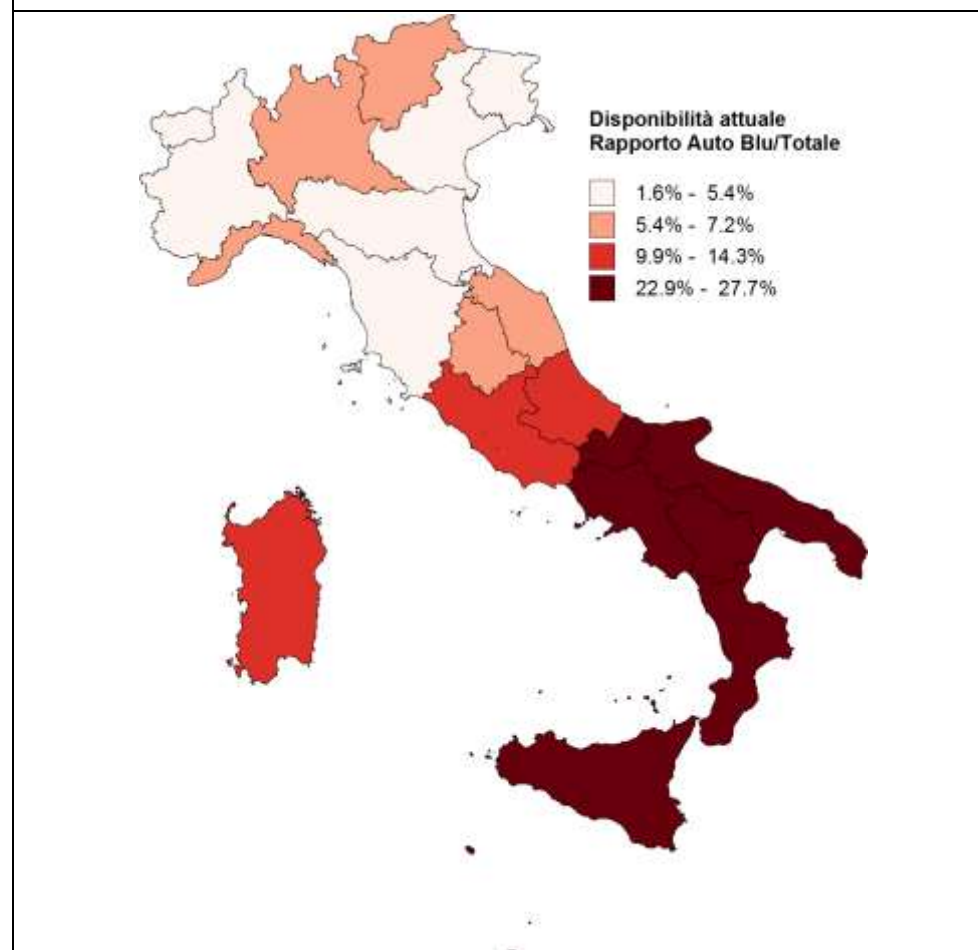 Disponibilità attuale
Rapporto Auto Blu/Totale
1.6% - 5.4%
5.4% - 7.2%
9.9% - 14.3%
22.9% - 27.7%